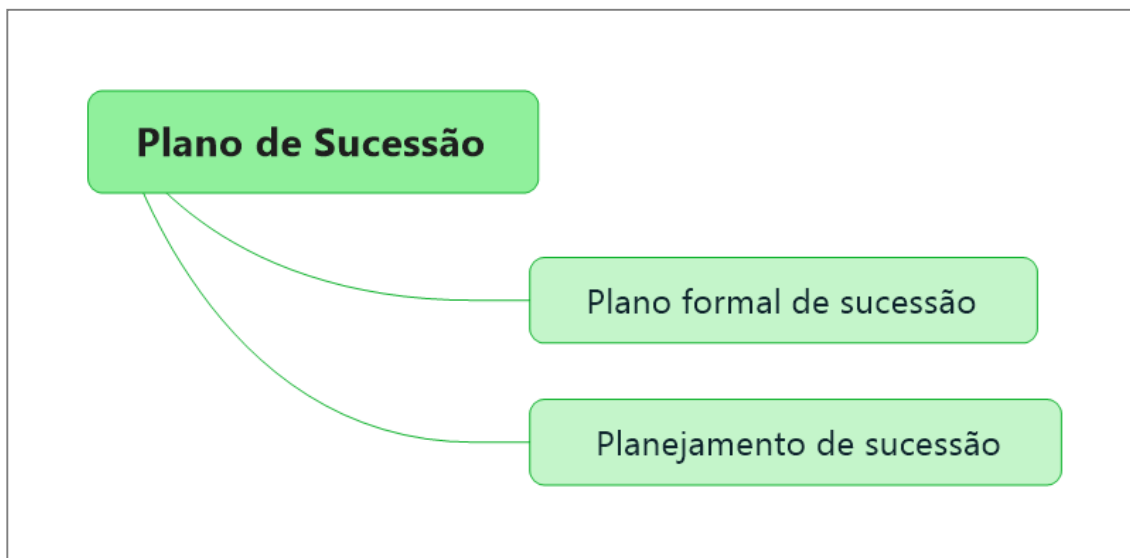 Plano de Sucessão
Plano formal de sucessão
Planejamento de sucessão